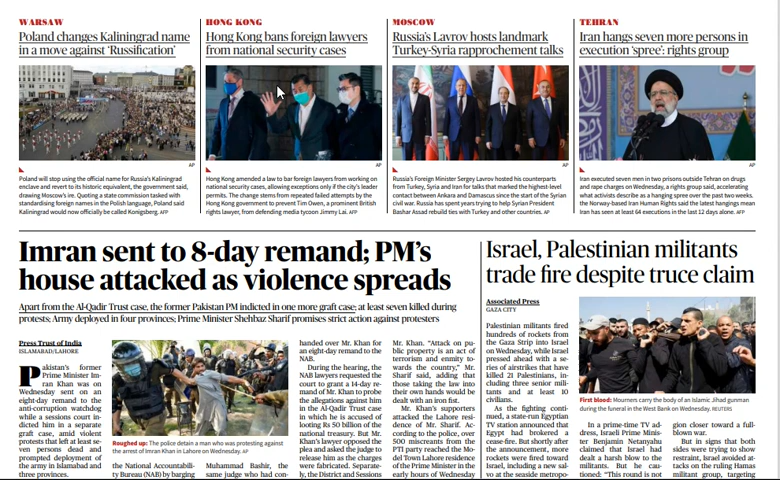 WARSAW
Poland changes Kaliningrad name
in a move against ‘Russification’
AP
Poland will stop using the official name for Russia's Kaliningrad
enclave and revert to its historic equivalent, the government said,
drawing Moscow's ire. Quoting a state commission tasked with
standardising foreign names in the Polish language, Poland said
Kaliningrad would now officially be called Konigsberg. AFP
HONG KONG
Hong Kong bans foreign lawyers
from national security cases
AP
Hong Kong amended a law to bar foreign lawyers from working on
national security cases, allowing exceptions only if the city's leader
permits. The change stems from repeated failed attempts by the
Hong Kong government to prevent Tim Owen, a prominent British
rights lawyer, from defending media tycoon Jimmy Lai. AFP
MOSCOW
Russia's Lavrov hosts landmark
Turkey-Syria rapprochement talks
AP
Russia's Foreign Minister Sergey Lavrov hosted his counterparts
from Turkey, Syria and Iran for talks that marked the highest-level
contact between Ankara and Damascus since the start of the Syrian
civil war. Russia has spent years trying to help Syrian President
Bashar Assad rebuild ties with Turkey and other countries. AP
TEHRAN
Iran hangs seven more persons in
execution ‘spree’: rights group
AP
Iran executed seven men in two prisons outside Tehran on drugs
and rape charges on Wednesday, a rights group said, accelerating
what activists describe as a hanging spree over the past two weeks.
the Norway-based Iran Human Rights said the latest hangings mean
Iran has seen at least 64 executions in the last 12 days alone. AFP
Imran sent to 8-day remand; PM's
house attacked as violence spreads
Apart from the Al-Qadir Trust case, the former Pakistan PM indicted in one more graft case; at least seven killed during
protests; Army deployed in four provinces; Prime Minister Shehbaz Sharif promises strict action against protesters
Press Trust of India
ISLAMABAD/LAHORE
Pakistan's former
Prime Minister Im-
ran Khan was on
Wednesday sent on an
eight-day remand to the
anti-corruption watchdog
while a sessions court in-
dicted him in a separate
graft case, amid violent
protests that left at least se-
ven persons dead and
prompted deployment of
the army in Islamabad and
three provinces.
Roughed up: The police detain a man who was protesting against
the arrest of Imran Khan in Lahore on Wednesday. AP
the National Accountabili-
ty Bureau (NAB) by barging
Muhammad Bashir, the
same judge who had con-
handed over Mr. Khan for
an eight-day remand to the
NAB.
During the hearing, the
NAB lawyers requested the
court to grant a 14-day re-
mand of Mr. Khan to probe
the allegations against him
in the Al-Qadir Trust case
in which he is accused of
looting Rs 50 billion of the
national treasury. But Mr.
Khan's lawyer opposed the
plea and asked the judge to
release him as the charges
were fabricated. Separate-
ly, the District and Sessions
Mr. Khan. “Attack on pu-
blic property is an act of
terrorism and enmity to-
wards the country,” Mr.
Sharif said, adding that
those taking the law into
their own hands would be
dealt with an iron fist.
Mr. Khan's supporters
attacked the Lahore resi-
dence of Mr. Sharif. Ac-
cording to the police, over
500 miscreants from the
PTI party reached the Mo-
del Town Lahore residence
of the Prime Minister in the
early hours of Wednesday
Israel, Palestinian militants
trade fire despite truce claim
Associated Press
GAZA CITY
Palestinian militants fired
hundreds of rockets from
the Gaza Strip into Israel
on Wednesday, while Israel
pressed ahead with a se-
ries of airstrikes that have
killed 21 Palestinians, in-
cluding three senior mili-
tants and at least 10
civilians.
As the fighting conti-
nued, a state-run Egyptian
TV station announced that
Egypt had brokered a
cease-fire. But shortly after
the announcement, more
rockets were fired toward
Israel, including a new sal-
vo at the seaside metropo-
First blood: Mourners carry the body of an Islamic Jihad gunman
during the funeral in the West Bank on Wednesday. REUTERS
In a prime-time TV ad-
dress, Israeli Prime Minis-
ter Benjamin Netanyahu
claimed that Israel had
dealt a harsh blow to the
militants. But he cau-
tioned: “This round is not
gion closer to a full-blown
war.
But in signs that both
sides were trying to show
restraint, Israel avoided at-
tacks on the ruling Hamas
militant group, targeting